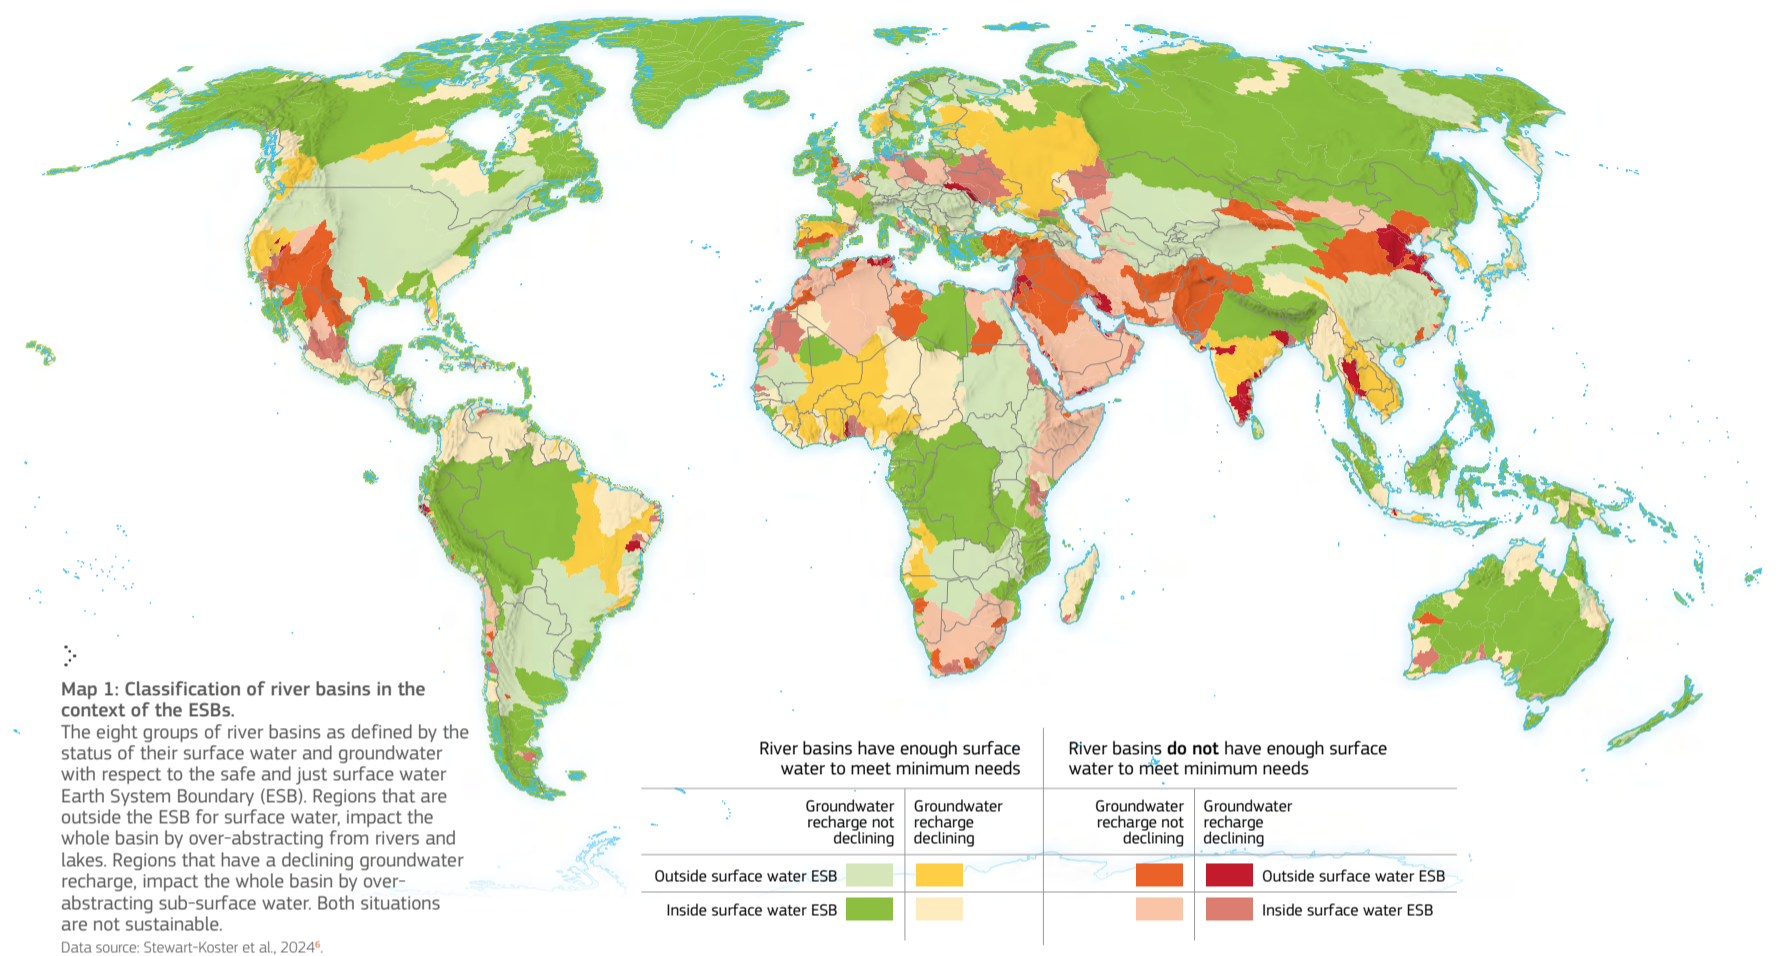 Map 1: Classification of river basins in the
context of the ESBs.
The eight groups of river basins as defined by the
status of their surface water and groundwater
with respect to the safe and just surface water
Earth System Boundary (ESB). Regions that are
outside the ESB for surface water, impact the
whole basin by over-abstracting from rivers and
lakes. Regions that have a declining groundwater
recharge, impact the whole basin by over-
abstracting sub-surface water. Both situations
are not sustainable.
Data source: Stewart-Koster et al., 2024⁶.
River basins have enough surface
water to meet minimum needs
River basins do not have enough surface
water to meet minimum needs
Groundwater
recharge not
declining
Groundwater
recharge
declining
Groundwater
recharge not
declining
Groundwater
recharge
declining
Outside surface water ESB
Outside surface water ESB
Inside surface water ESB
Inside surface water ESB